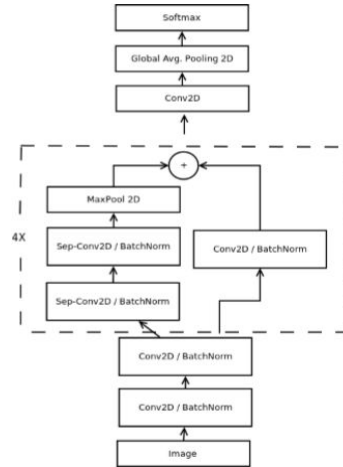 Softmax
Global Avg. Pooling 2D
Conv2D
+
MaxPool 2D
4X
Sep-Conv2D / BatchNorm
Conv2D / BatchNorm
Sep-Conv2D / BatchNorm
Conv2D / BatchNorm
Conv2D / BatchNorm
Image